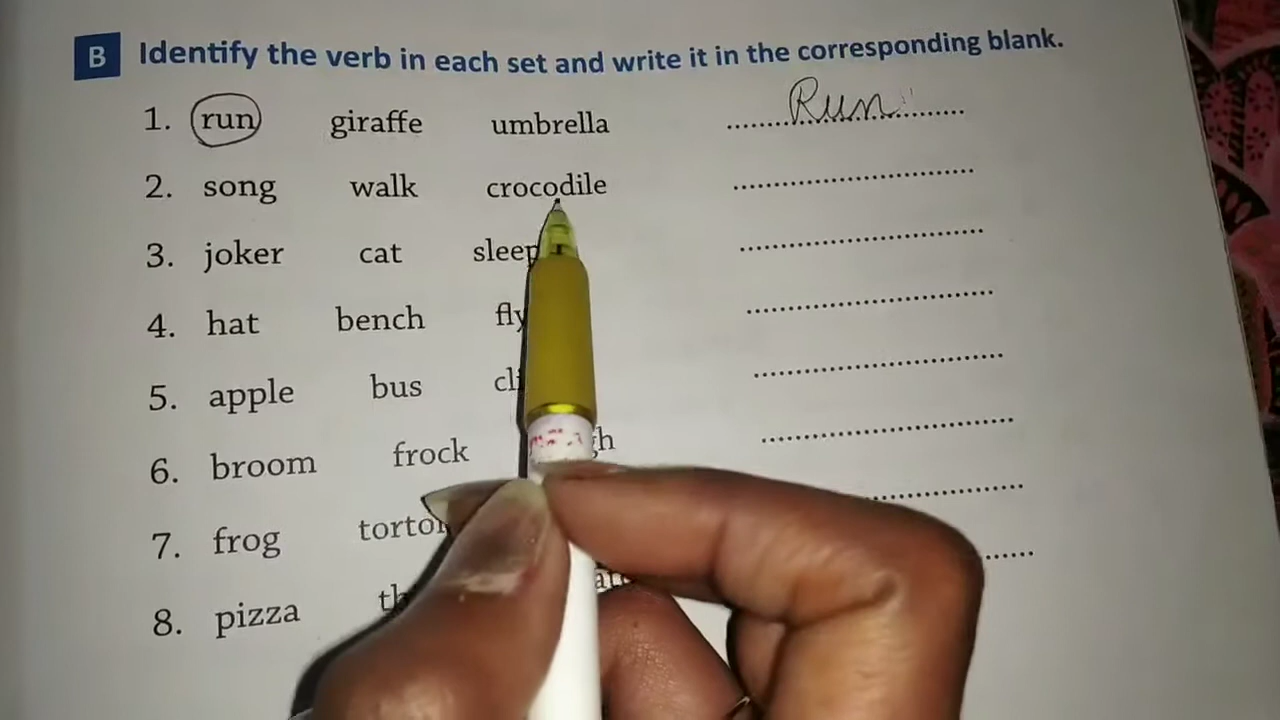 B Identify the verb in each set and write it in the corresponding blank.
1. run giraffe umbrella Run
2. song walk crocodile
3. joker cat sleep
4. hat bench fly
5. apple bus
6. broom frock
7. frog
8. pizza